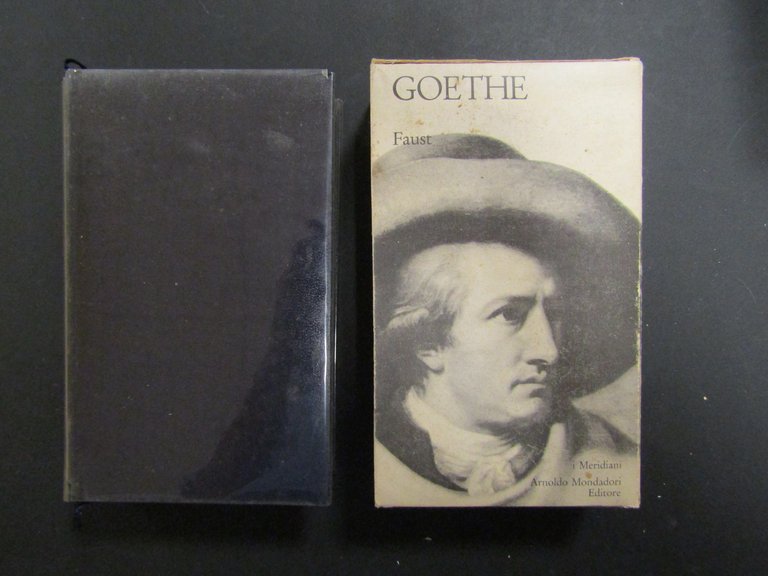 GOETHE
Faust
i Meridiani
Arnoldo Mondadori
Editore